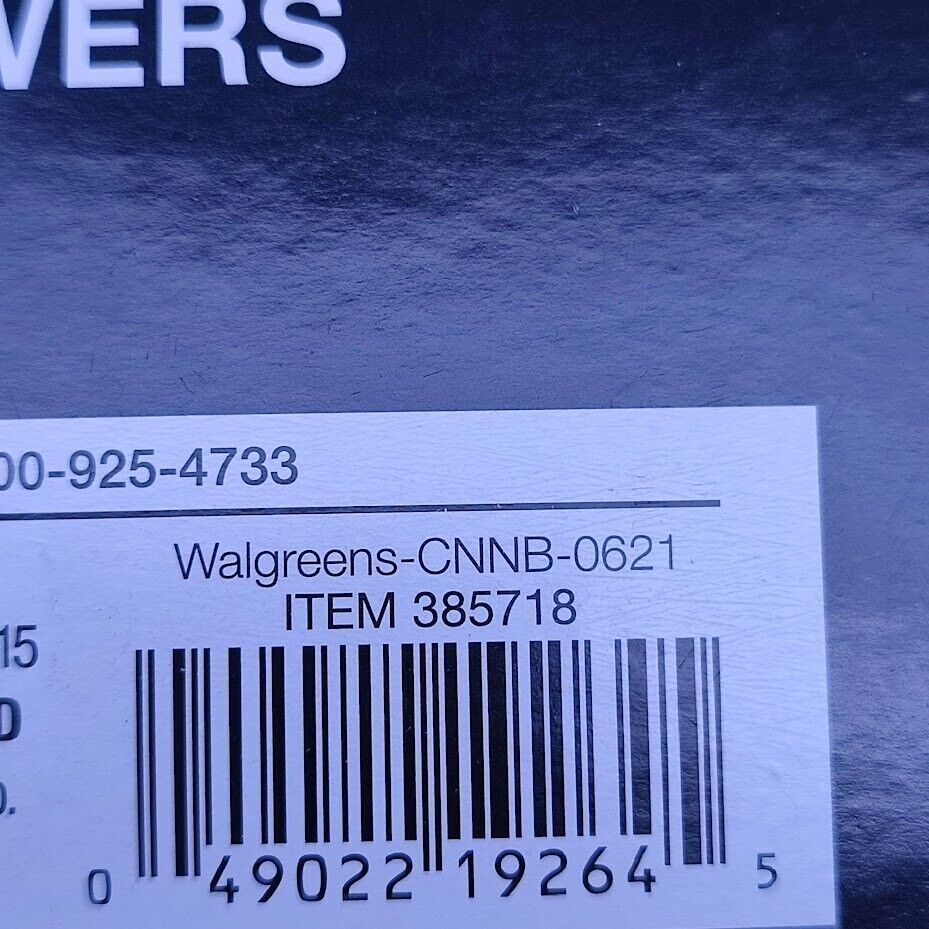 VERS
00-925-4733
Walgreens-CNNB-0621
ITEM 385718
15
D
0 49022 19264 5